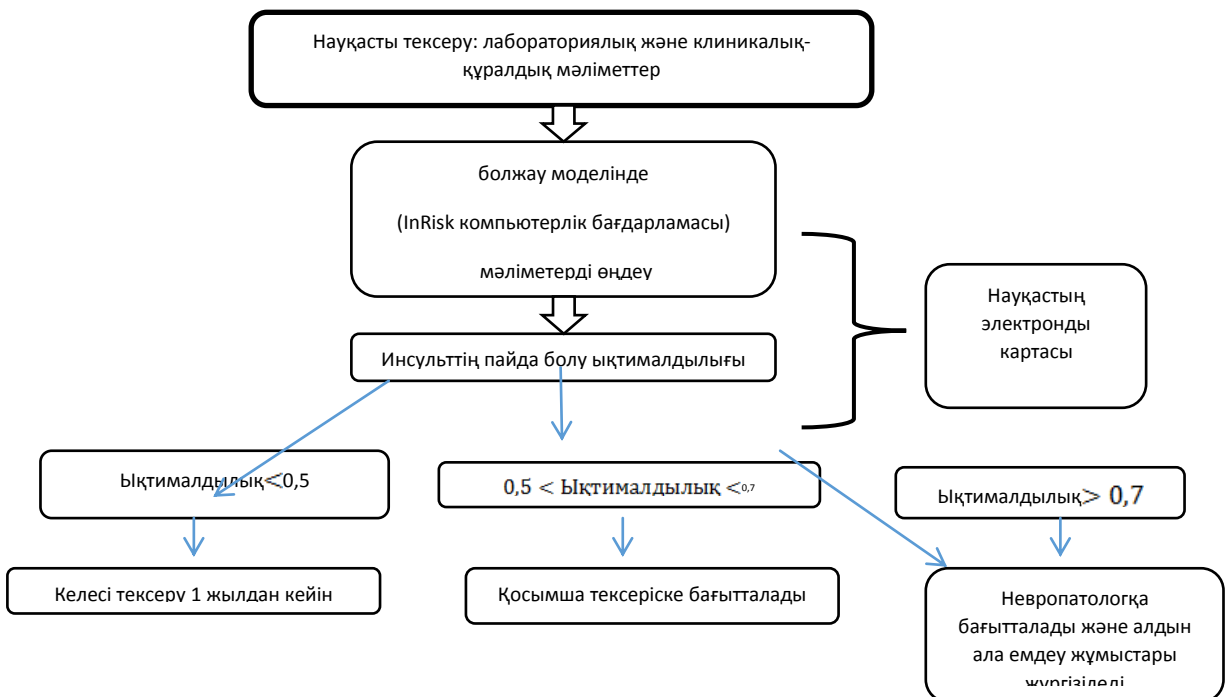 Науқасты тексеру: лабораториялық және клиникалық-
құралдық мәліметтер
болжау моделінде
(InRisk компьютерлік бағдарламасы)
мәліметерді өңдеу
Инсульттің пайда болу ықтималдылығы
Науқастың
электронды
картасы
Ықтималдылық<0,5
0,5 < Ықтималдылық <0,7
Ықтималдылық> 0,7
Келесі тексеру 1 жылдан кейін
Қосымша тексеріске бағытталады
Невропатологқа
бағытталады және алдын
ала емдеу жұмыстары
жүргізіледі